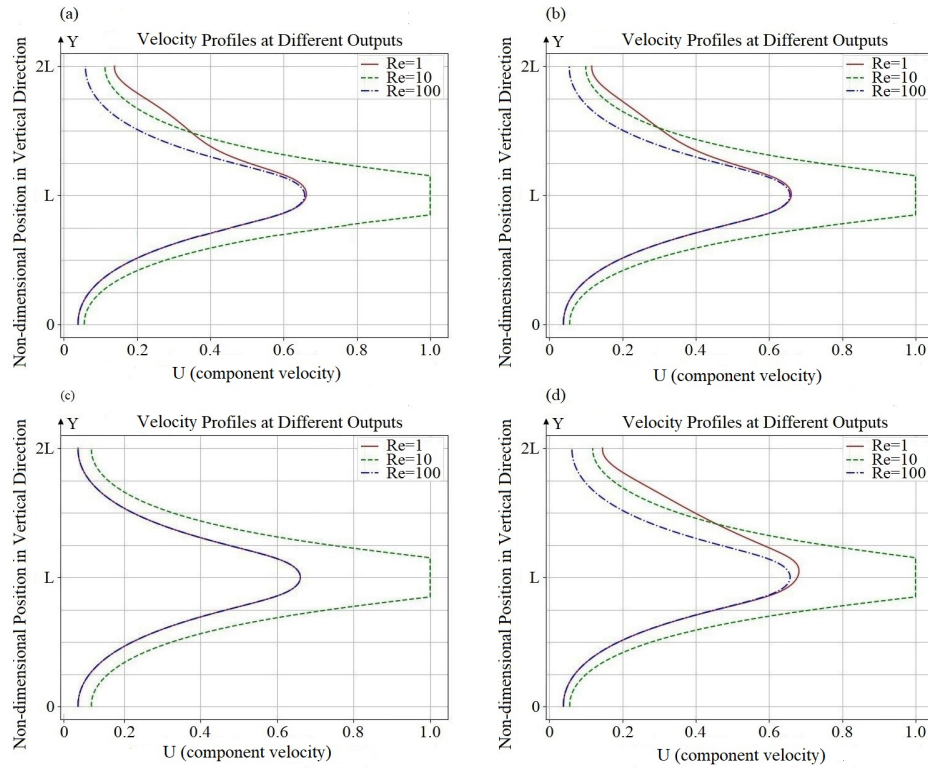 (a)
Y
Velocity Profiles at Different Outputs
Non-dimensional Position in Vertical Direction
2L
L
0
Re=1
Re=10
Re=100
0 0.2 0.4 0.6 0.8 1.0
U (component velocity)
(b)
Y
Velocity Profiles at Different Outputs
Non-dimensional Position in Vertical Direction
2L
L
0
Re=1
Re=10
Re=100
0 0.2 0.4 0.6 0.8 1.0
U (component velocity)
(c)
Y
Velocity Profiles at Different Outputs
Non-dimensional Position in Vertical Direction
2L
L
0
Re=1
Re=10
Re=100
0 0.2 0.4 0.6 0.8 1.0
U (component velocity)
(d)
Y
Velocity Profiles at Different Outputs
Non-dimensional Position in Vertical Direction
2L
L
0
Re=1
Re=10
Re=100
0 0.2 0.4 0.6 0.8 1.0
U (component velocity)